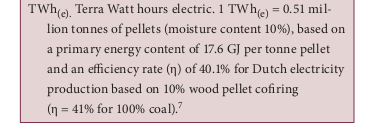 TWh(e). Terra Watt hours electric. 1 TWh(e) = 0.51 mil-
lion tonnes of pellets (moisture content 10%), based on
a primary energy content of 17.6 GJ per tonne pellet
and an efficiency rate (η) of 40.1% for Dutch electricity
production based on 10% wood pellet cofiring
(η = 41% for 100% coal).7